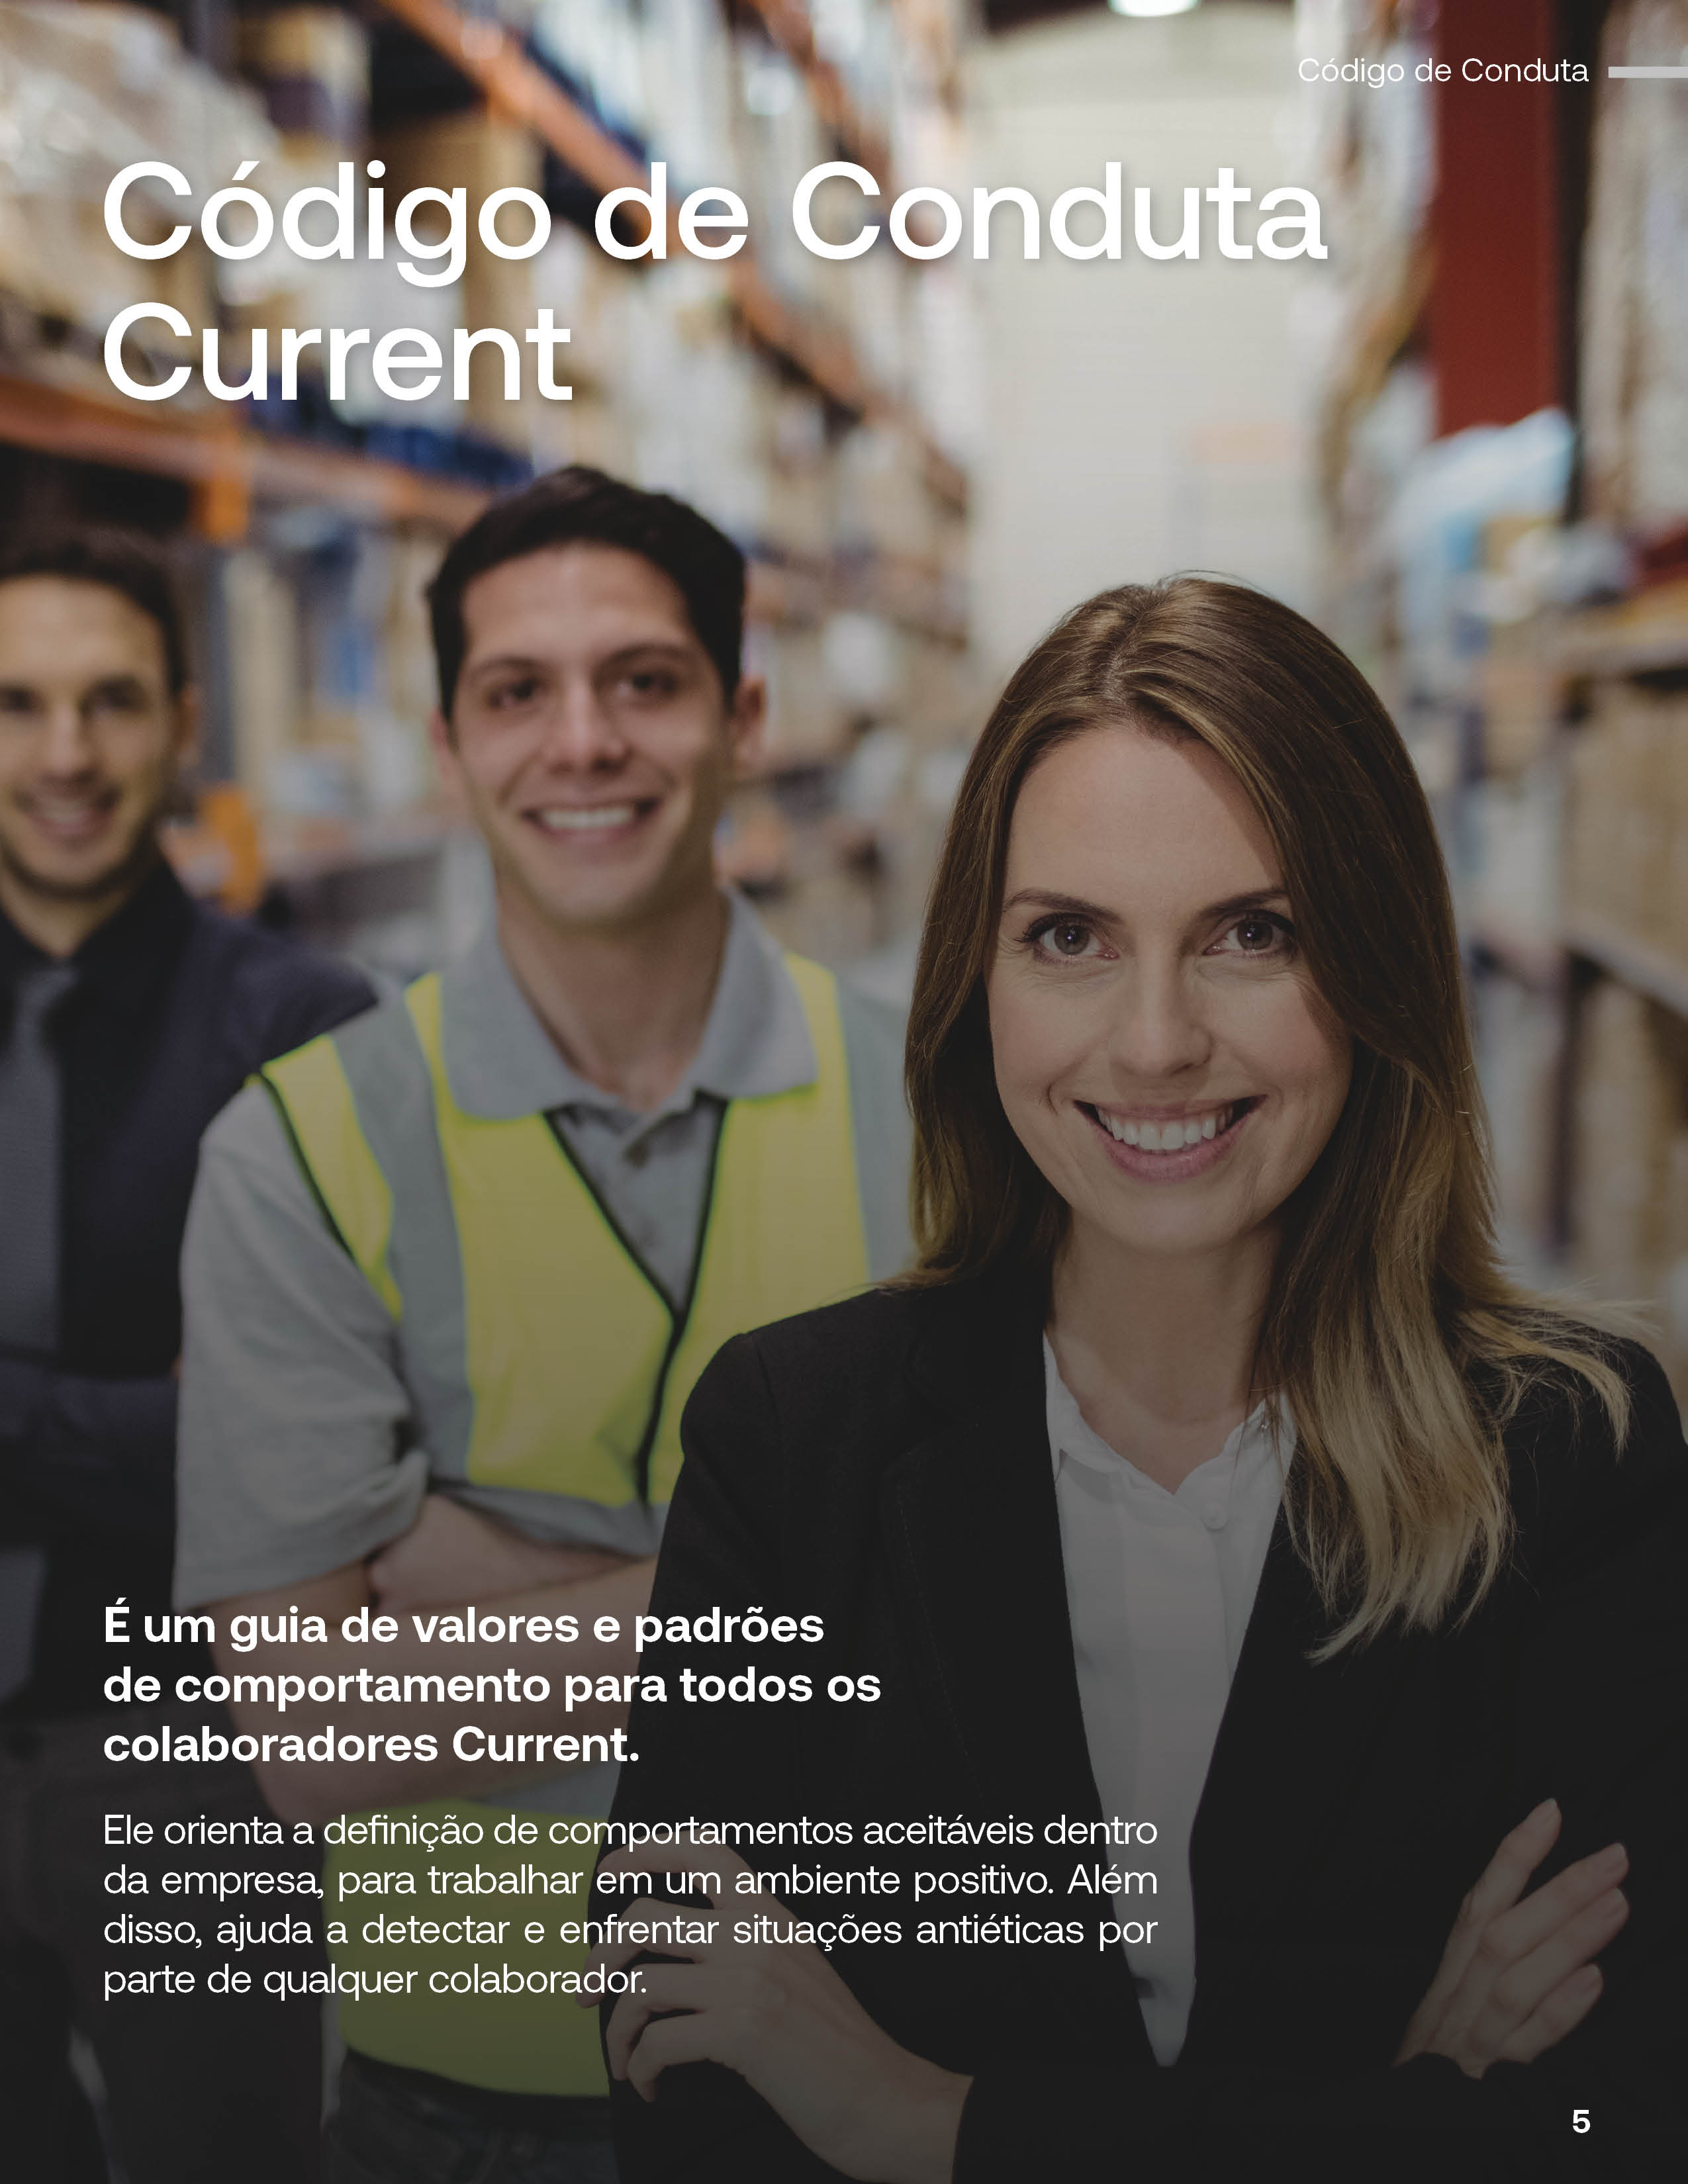 Código de Conduta
Código de Conduta
Current
É um guia de valores e padrões
de comportamento para todos os
colaboradores Current.
Ele orienta a definição de comportamentos aceitáveis dentro
da empresa, para trabalhar em um ambiente positivo. Além
disso, ajuda a detectar e enfrentar situações antiéticas por
parte de qualquer colaborador.
5